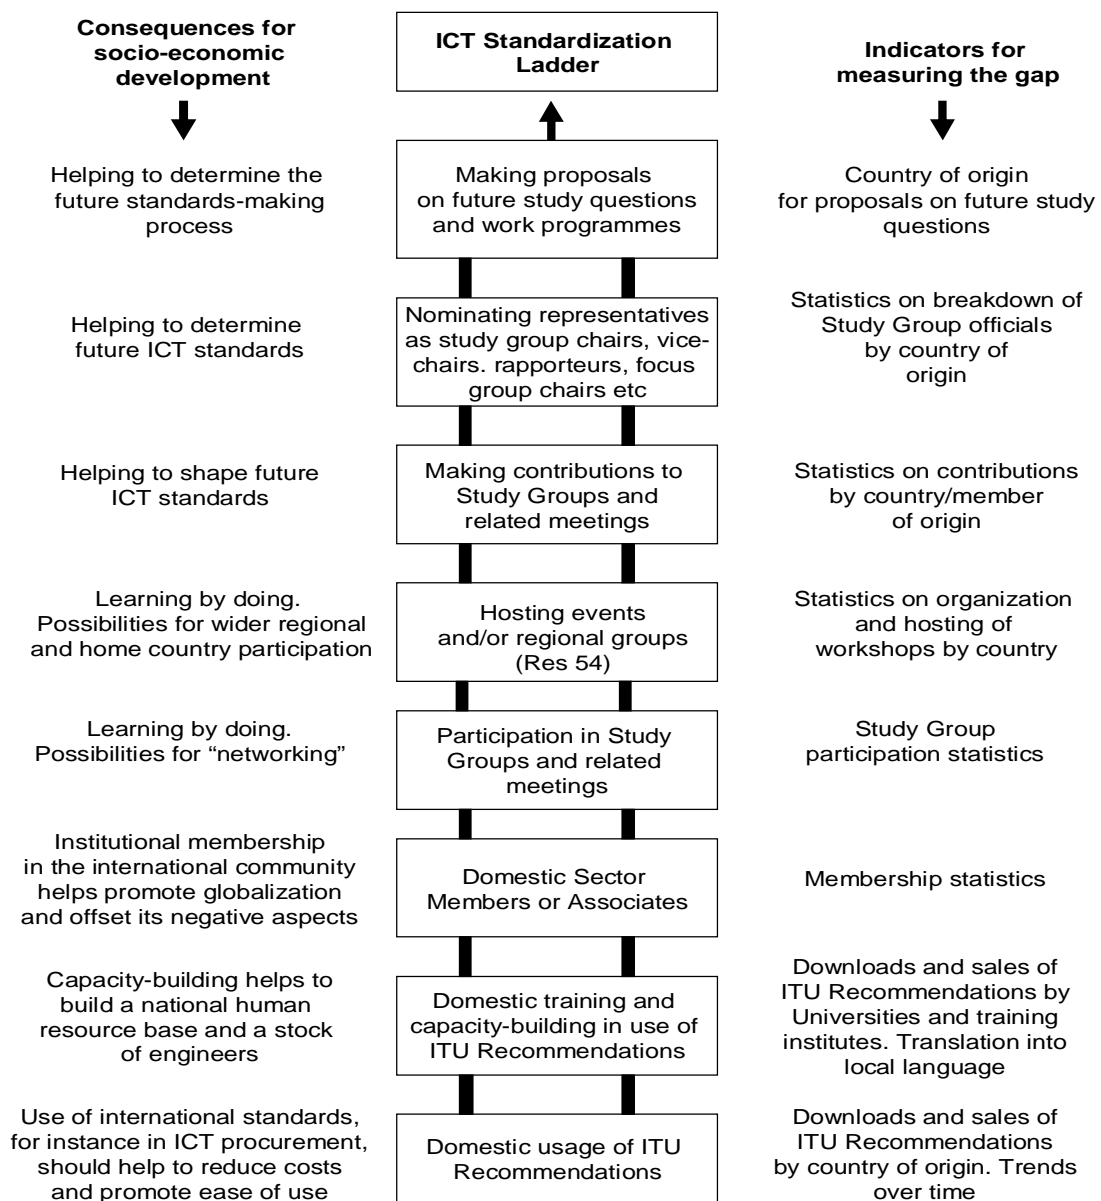 Consequences for
socio-economic
development
ICT Standardization
Ladder
Indicators for
measuring the gap
Helping to determine the
future standards-making
process
Making proposals
on future study questions
and work programmes
Country of origin
for proposals on future study
questions
Helping to determine
future ICT standards
Nominating representatives
as study group chairs, vice-
chairs. rapporteurs, focus
group chairs etc
Statistics on breakdown of
Study Group officials
by country of
origin
Helping to shape future
ICT standards
Making contributions to
Study Groups and
related meetings
Statistics on contributions
by country/member
of origin
Learning by doing.
Possibilities for wider regional
and home country participation
Hosting events
and/or regional groups
(Res 54)
Statistics on organization
and hosting of
workshops by country
Learning by doing.
Possibilities for “networking”
Participation in Study
Groups and related
meetings
Study Group
participation statistics
Institutional membership
in the international community
helps promote globalization
and offset its negative aspects
Domestic Sector
Members or Associates
Membership statistics
Capacity-building helps to
build a national human
resource base and a stock
of engineers
Domestic training and
capacity-building in use of
ITU Recommendations
Downloads and sales of
ITU Recommendations by
Universities and training
institutes. Translation into
local language
Use of international standards,
for instance in ICT procurement,
should help to reduce costs
and promote ease of use
Domestic usage of ITU
Recommendations
Downloads and sales of
ITU Recommendations
by country of origin. Trends
over time